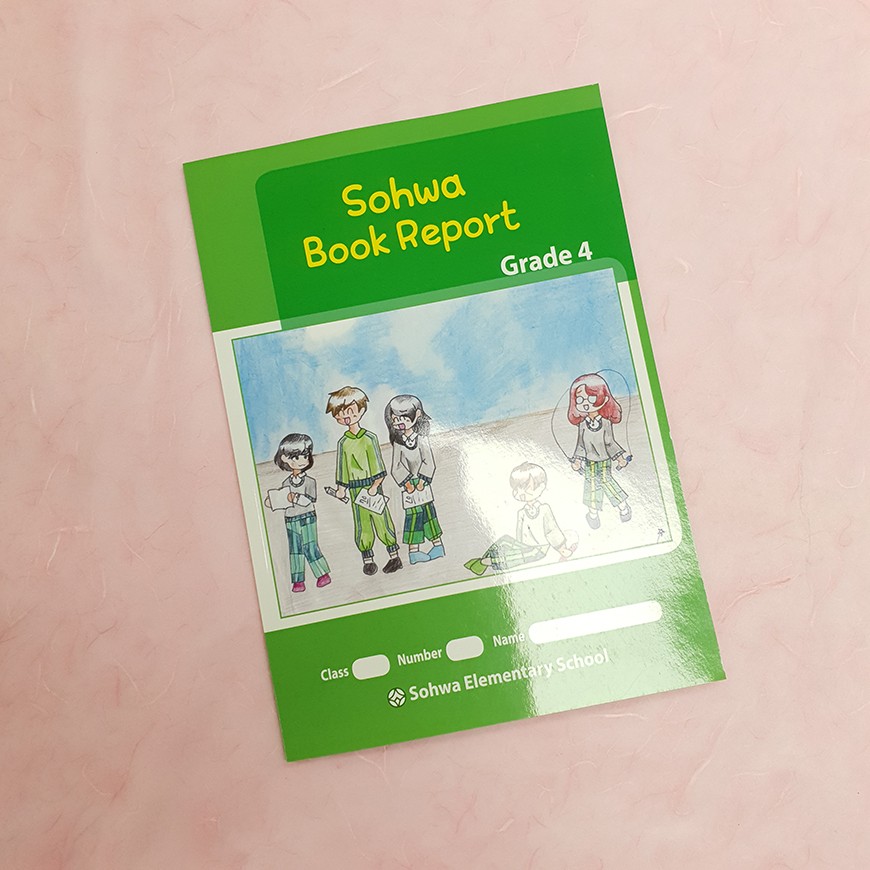 Sohwa
Book Report
Grade 4
Class Number Name
Sohwa Elementary School